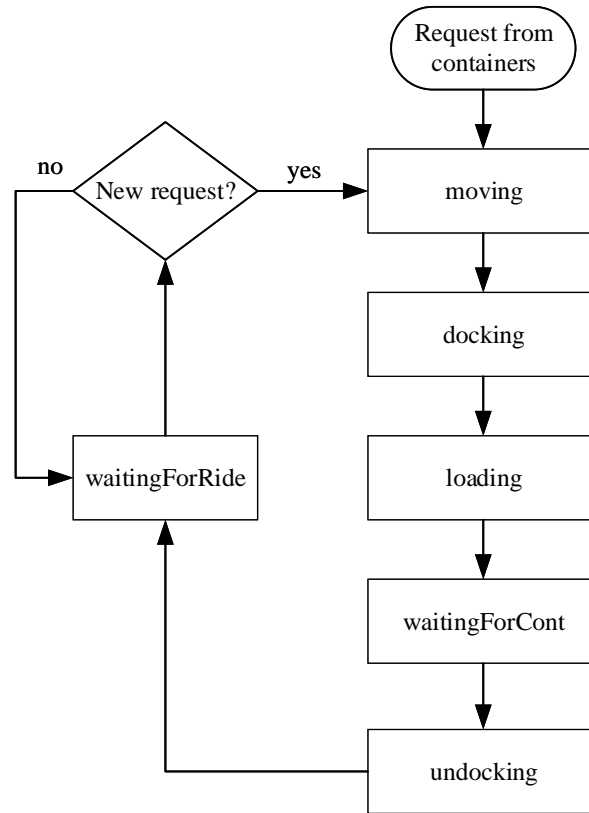 Request from
containers
no
New request?
yes
moving
docking
waitingForRide
loading
waitingForCont
undocking